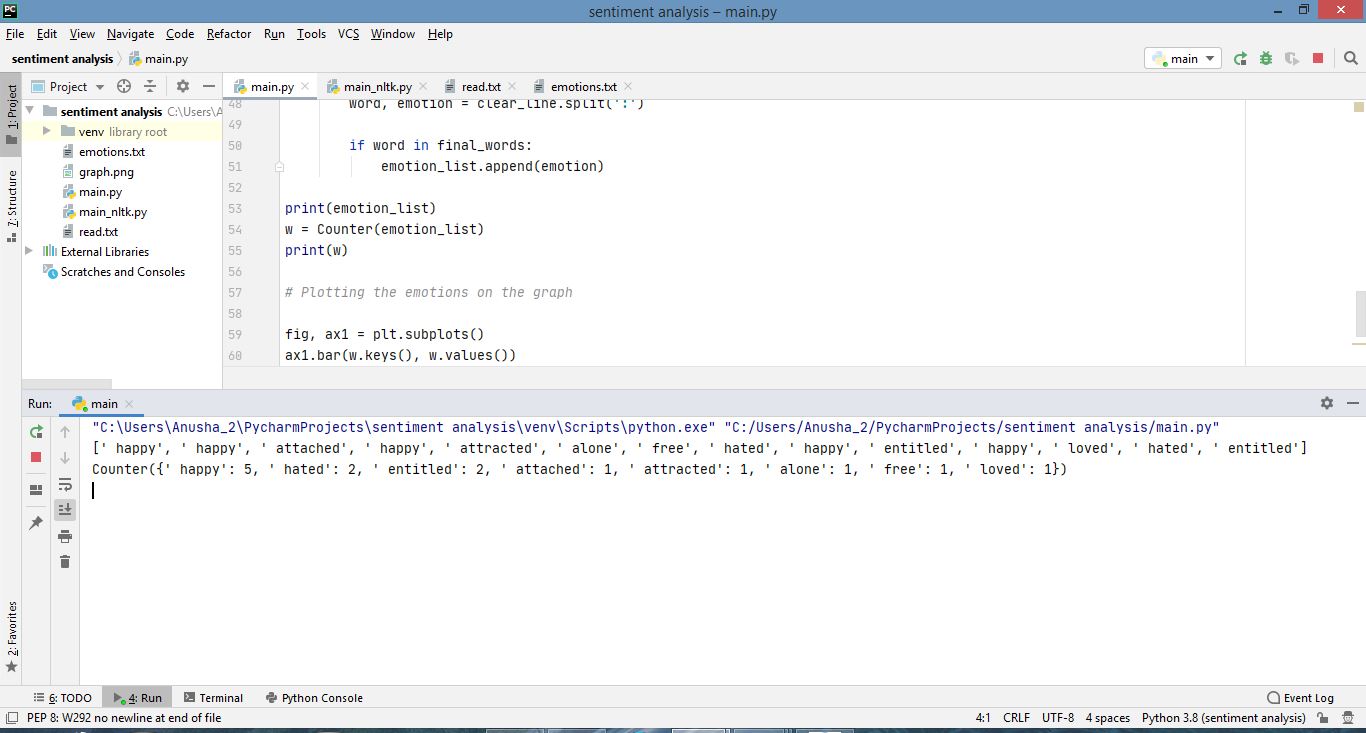 PC
sentiment analysis – main.py
File Edit View Navigate Code Refactor Run Tools VCS Window Help
sentiment analysis main.py
main
1: Project
7: Structure
2: Favorites
Project
sentiment analysis C:\Users\A
venv library root
emotions.txt
graph.png
main.py
main_nltk.py
read.txt
External Libraries
Scratches and Consoles
main.py main_nltk.py read.txt emotions.txt
48 word, emotion = clear_line.split(':')
49
50 if word in final_words:
51 emotion_list.append(emotion)
52
53 print(emotion_list)
54 w = Counter(emotion_list)
55 print(w)
56
57 # Plotting the emotions on the graph
58
59 fig, ax1 = plt.subplots()
60 ax1.bar(w.keys(), w.values())
Run: main
"C:\Users\Anusha_2\PycharmProjects\sentiment analysis\venv\Scripts\python.exe" "C:/Users/Anusha_2/PycharmProjects/sentiment analysis/main.py"
[' happy', ' happy', ' attached', ' happy', ' attracted', ' alone', ' free', ' hated', ' happy', ' entitled', ' happy', ' loved', ' hated', ' entitled']
Counter({' happy': 5, ' hated': 2, ' entitled': 2, ' attached': 1, ' attracted': 1, ' alone': 1, ' free': 1, ' loved': 1})
6: TODO 4: Run Terminal Python Console Event Log
PEP 8: W292 no newline at end of file 4:1 CRLF UTF-8 4 spaces Python 3.8 (sentiment analysis)